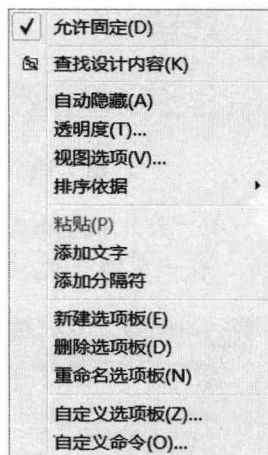 允许固定(D)
查找设计内容(K)
自动隐藏(A)
透明度(T)...
视图选项(V)...
排序依据
粘贴(P)
添加文字
添加分隔符
新建选项板(E)
删除选项板(D)
重命名选项板(N)
自定义选项板(Z)...
自定义命令(O)...